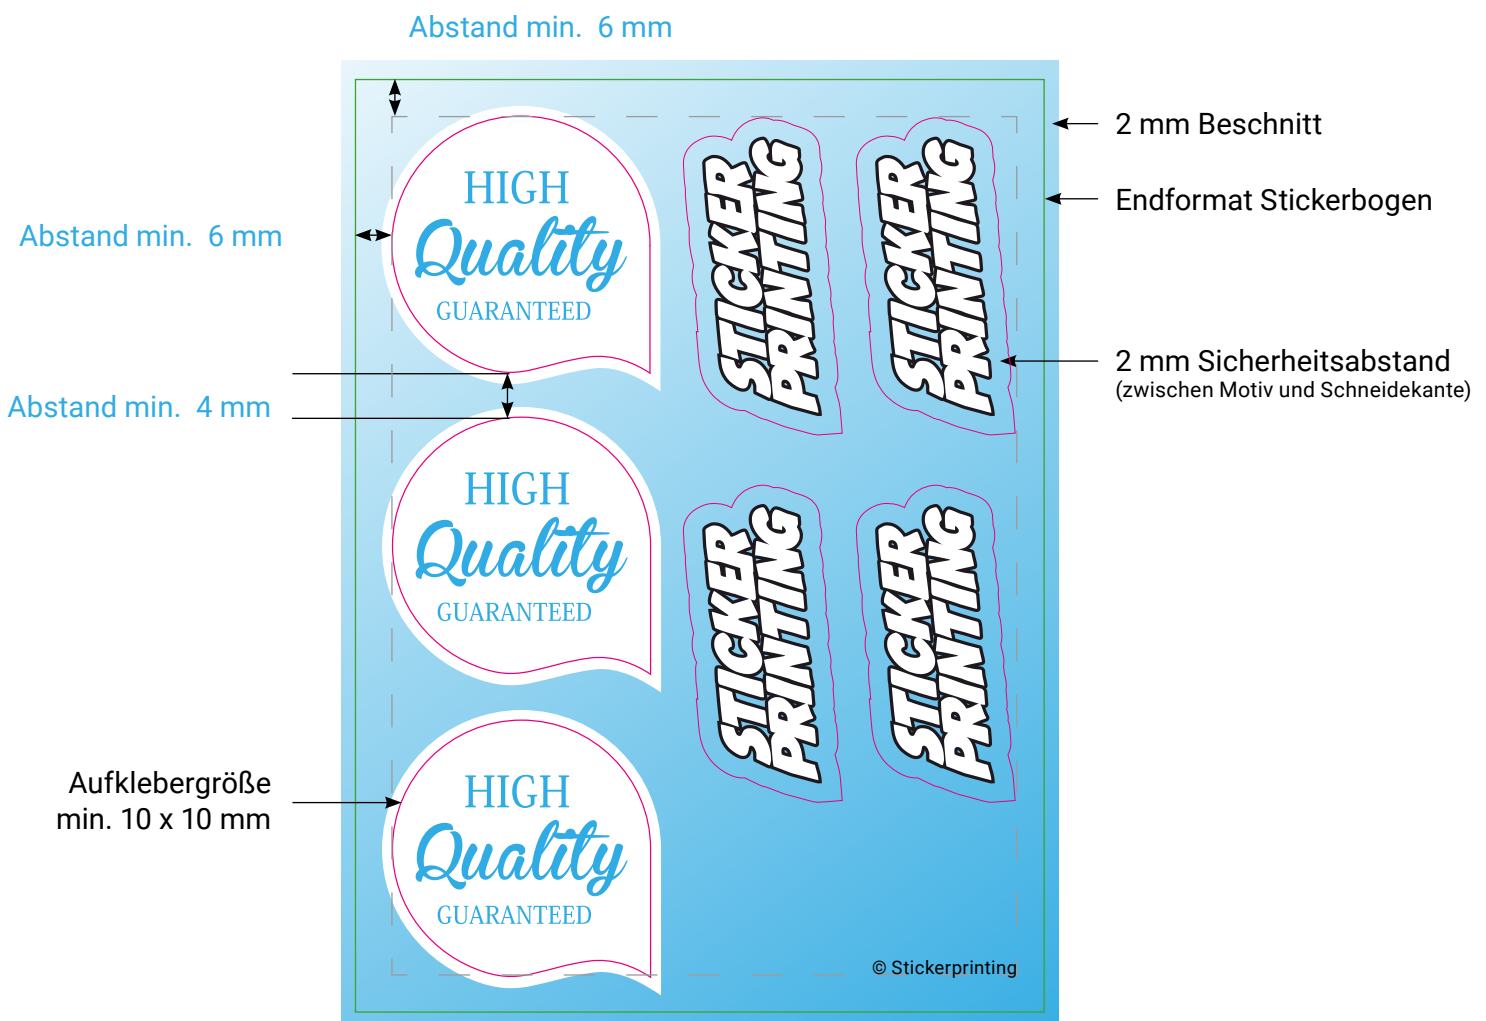 Abstand min. 6 mm
2 mm Beschnitt
Endformat Stickerbogen
Abstand min. 6 mm
2 mm Sicherheitsabstand
(zwischen Motiv und Schneidekante)
Abstand min. 4 mm
Aufklebergröße
min. 10 x 10 mm
HIGH
Quality
GUARANTEED
HIGH
Quality
GUARANTEED
HIGH
Quality
GUARANTEED
STICKER
PRINTING
STICKER
PRINTING
STICKER
PRINTING
STICKER
PRINTING
© Stickerprinting